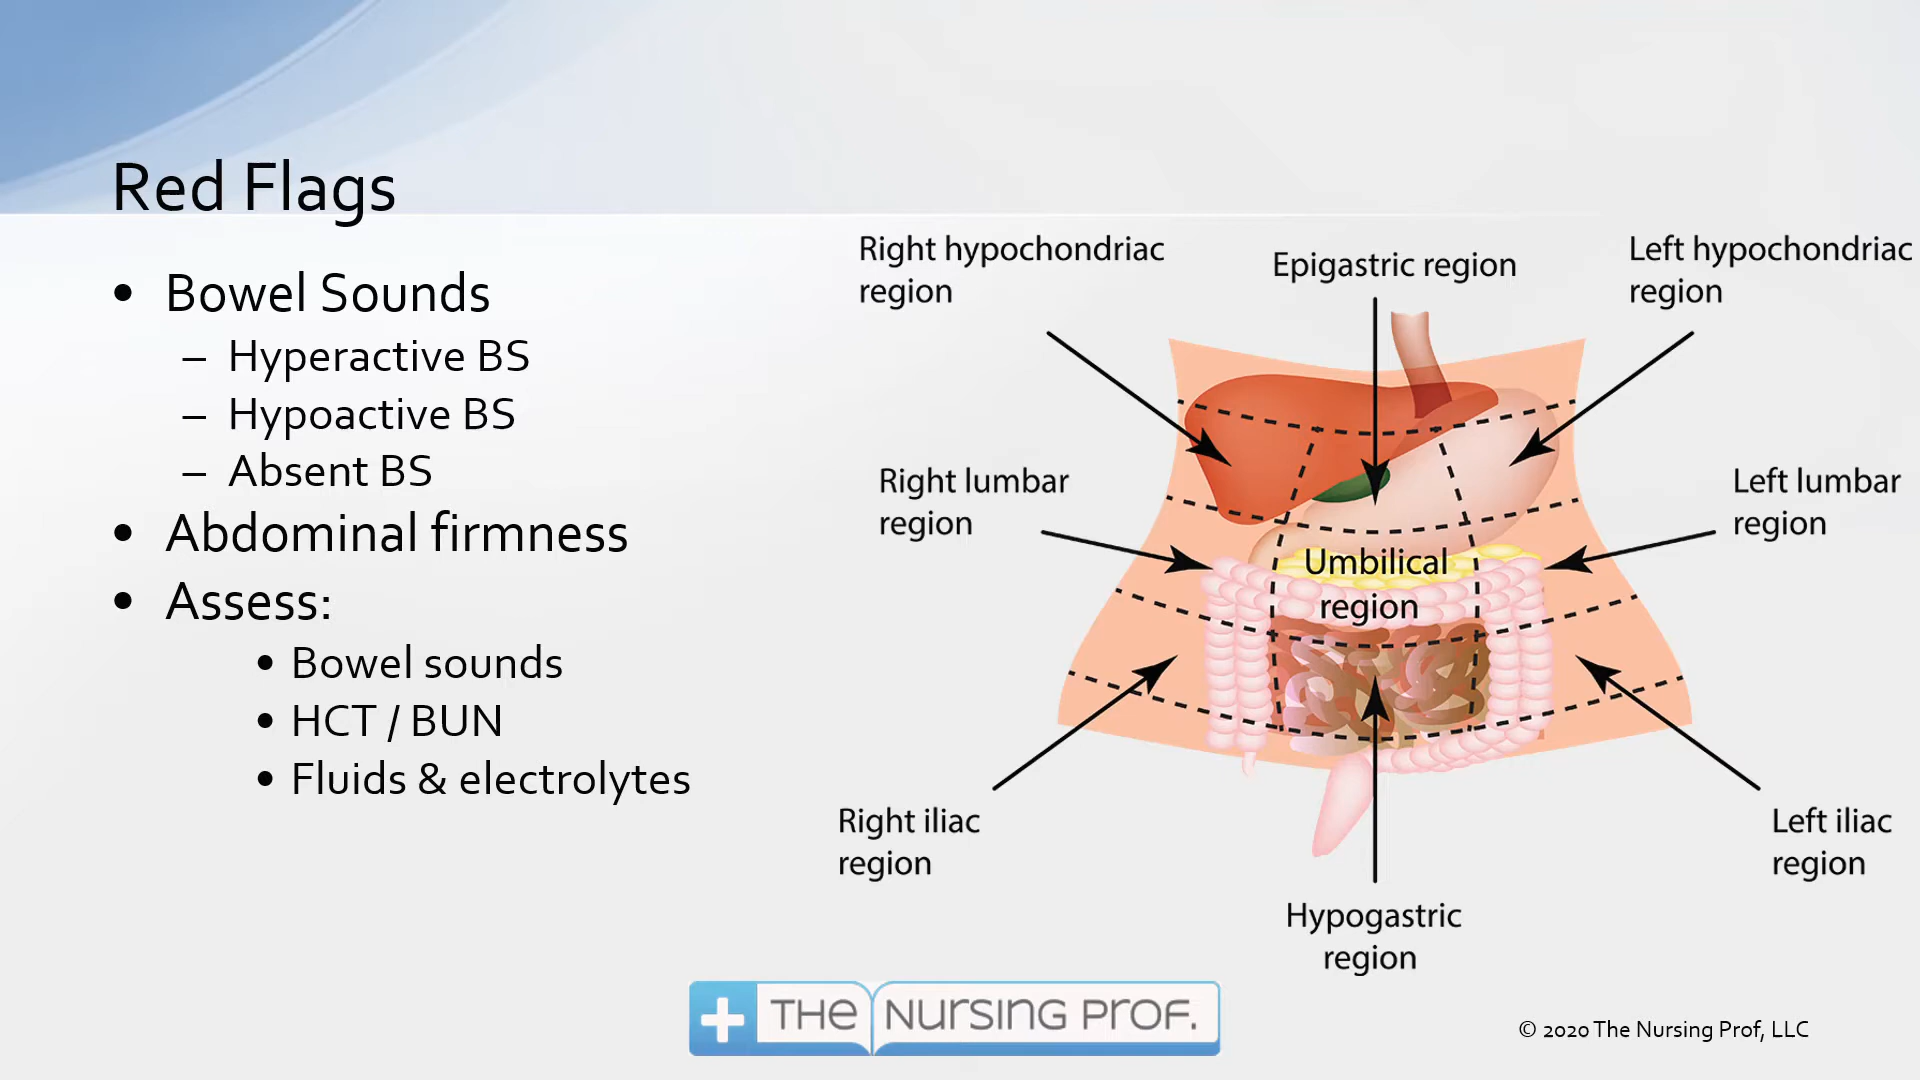 Red Flags
• Bowel Sounds
– Hyperactive BS
– Hypoactive BS
– Absent BS
• Abdominal firmness
• Assess:
• Bowel sounds
• HCT / BUN
• Fluids & electrolytes
Right hypochondriac
region
Epigastric region
Left hypochondriac
region
Right lumbar
region
Left lumbar
region
Umbilical
region
Right iliac
region
Left iliac
region
Hypogastric
region
THE NURSING PROF.
© 2020 The Nursing Prof, LLC